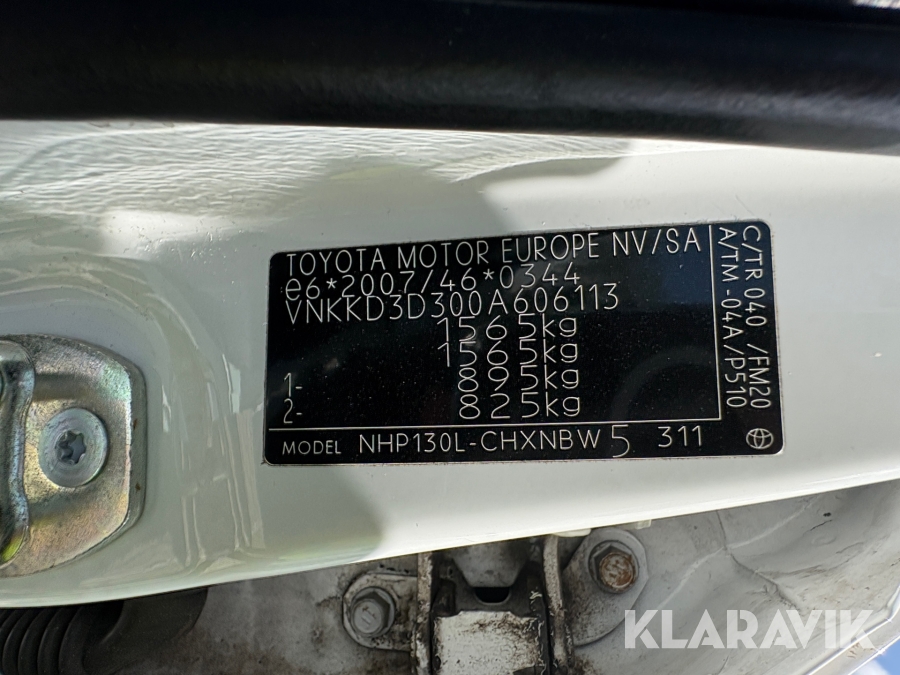 TOYOTA MOTOR EUROPE NV/SA
e6*2007/46*0344
VNKKD3D300A606113
1565kg
1565kg
1- 895kg
2- 825kg
MODEL NHP130L-CHXNBW 5 311
C/TR 040 /FM20
A/TM -04A/P510
KLARAVIK